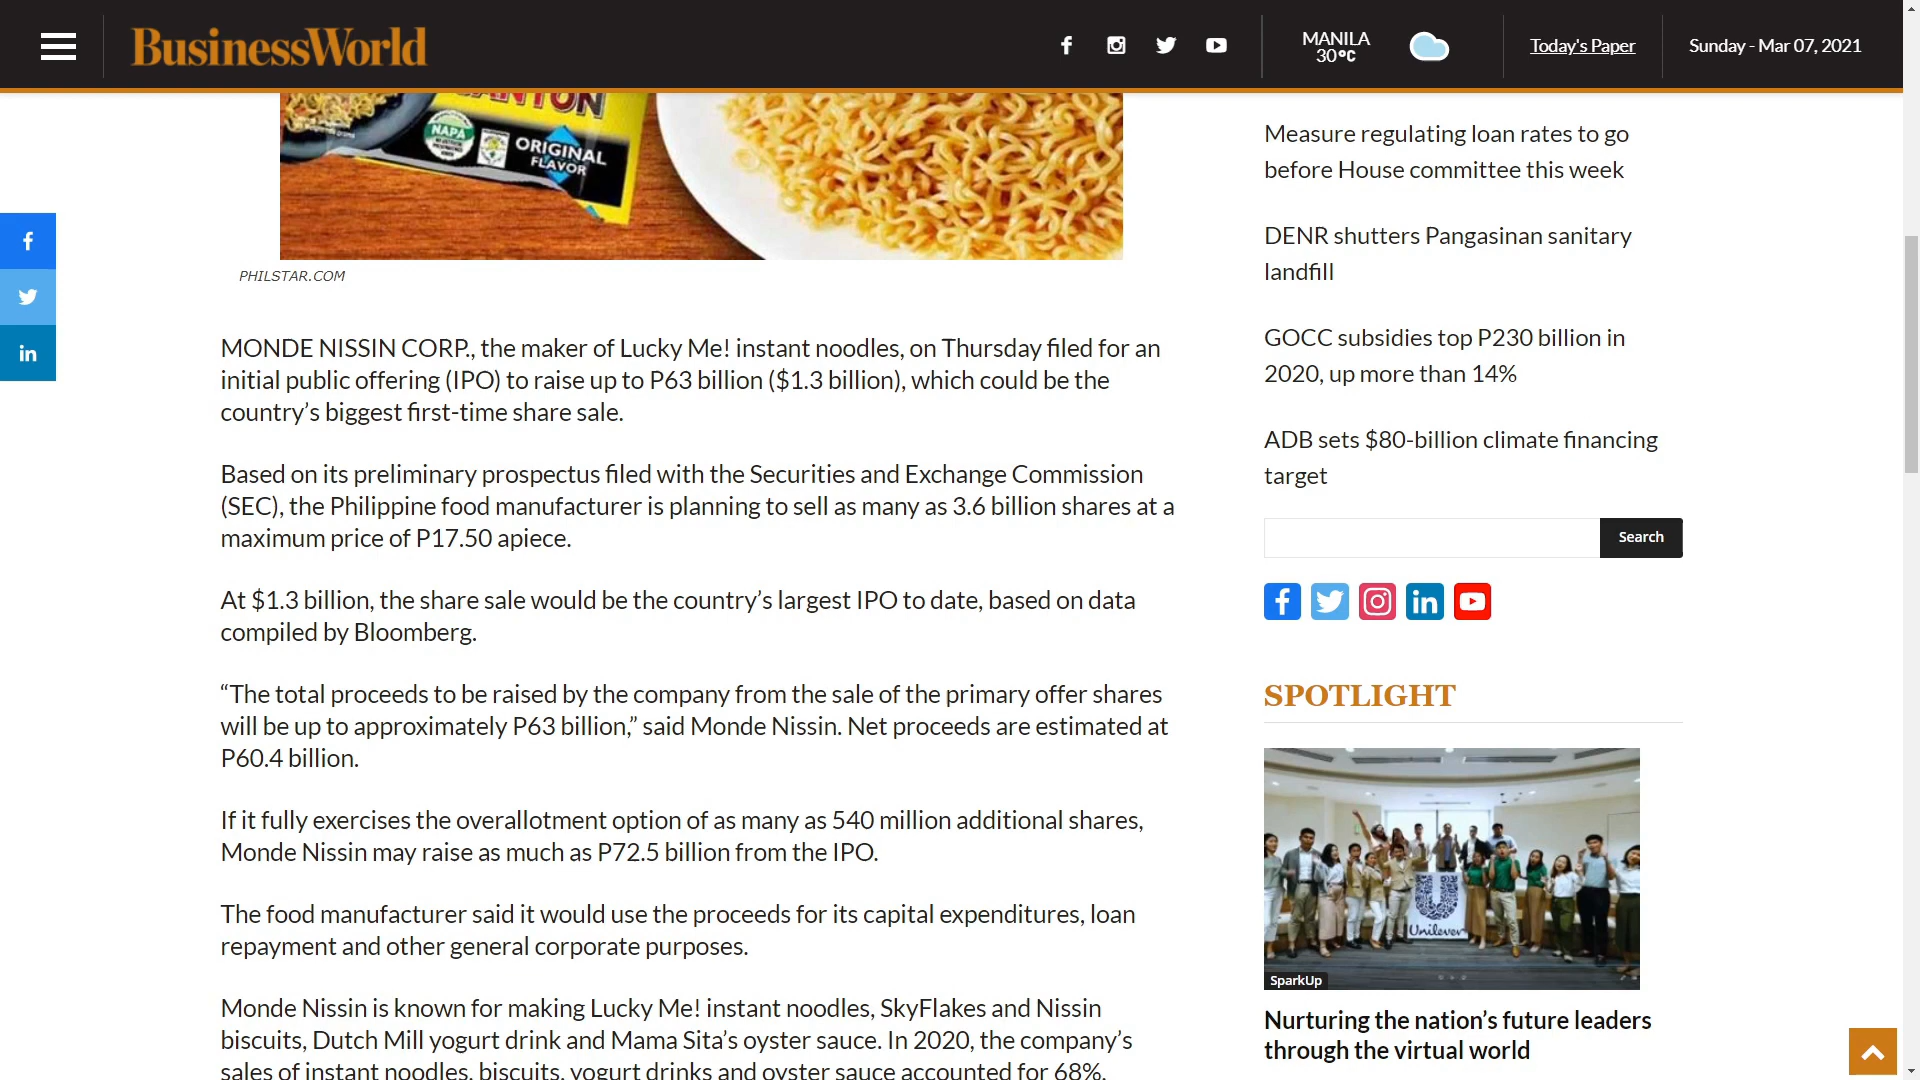 BusinessWorld
MANILA
30°C
Today's Paper
Sunday - Mar 07, 2021
NAPA
ORIGINAL
FLAVOR
PHILSTAR.COM
MONDE NISSIN CORP., the maker of Lucky Me! instant noodles, on Thursday filed for an
initial public offering (IPO) to raise up to P63 billion ($1.3 billion), which could be the
country’s biggest first-time share sale.
Based on its preliminary prospectus filed with the Securities and Exchange Commission
(SEC), the Philippine food manufacturer is planning to sell as many as 3.6 billion shares at a
maximum price of P17.50 apiece.
At $1.3 billion, the share sale would be the country’s largest IPO to date, based on data
compiled by Bloomberg.
“The total proceeds to be raised by the company from the sale of the primary offer shares
will be up to approximately P63 billion,” said Monde Nissin. Net proceeds are estimated at
P60.4 billion.
If it fully exercises the overallotment option of as many as 540 million additional shares,
Monde Nissin may raise as much as P72.5 billion from the IPO.
The food manufacturer said it would use the proceeds for its capital expenditures, loan
repayment and other general corporate purposes.
Monde Nissin is known for making Lucky Me! instant noodles, SkyFlakes and Nissin
biscuits, Dutch Mill yogurt drink and Mama Sita’s oyster sauce. In 2020, the company’s
sales of instant noodles, biscuits, yogurt drinks and oyster sauce accounted for 68%.
Measure regulating loan rates to go
before House committee this week
DENR shutters Pangasinan sanitary
landfill
GOCC subsidies top P230 billion in
2020, up more than 14%
ADB sets $80-billion climate financing
target
Search
SPOTLIGHT
Unilever
SparkUp
Nurturing the nation’s future leaders
through the virtual world